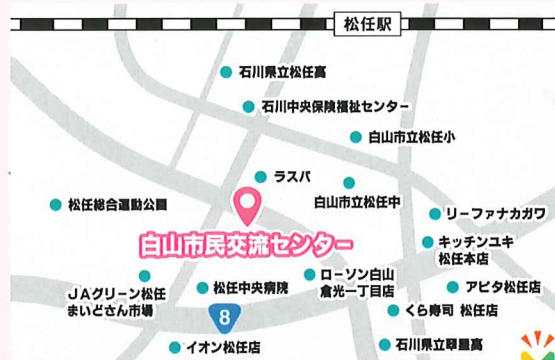 松任駅
石川県立松任高
石川中央保険福祉センター
白山市立松任小
ラスパ
白山市立松任中
松任総合運動公園
リーファナカガワ
白山市民交流センター
キッチンユキ
松任本店
JAグリーン松任
まいどさん市場
松任中央病院
ローソン白山
倉光一丁目店
アピタ松任店
8
くら寿司 松任店
イオン松任店
石川県立翠星高